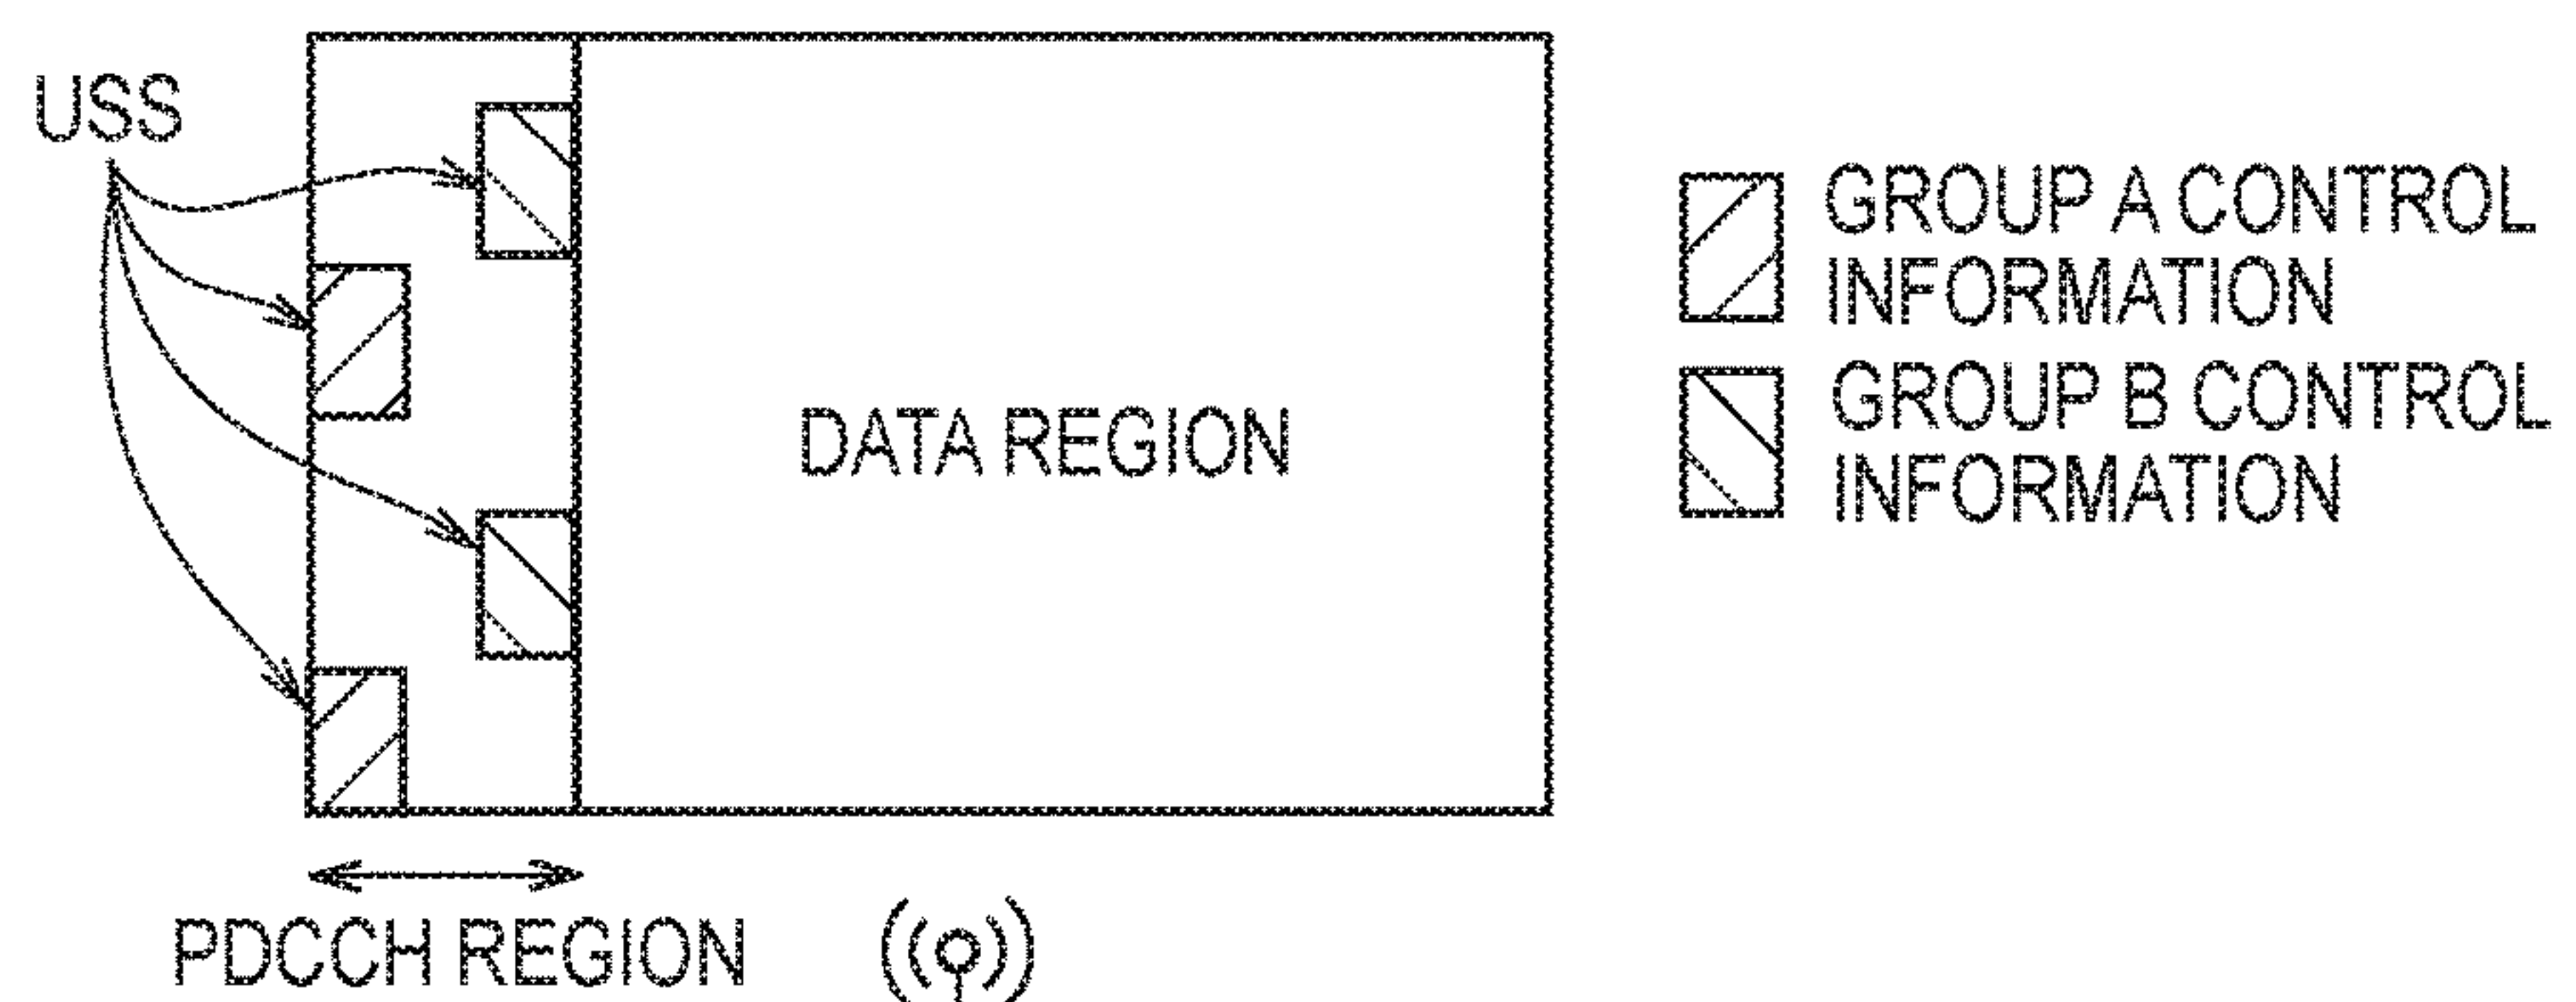 USS
GROUP A CONTROL
INFORMATION
GROUP B CONTROL
INFORMATION
DATA REGION
PDCCH REGION